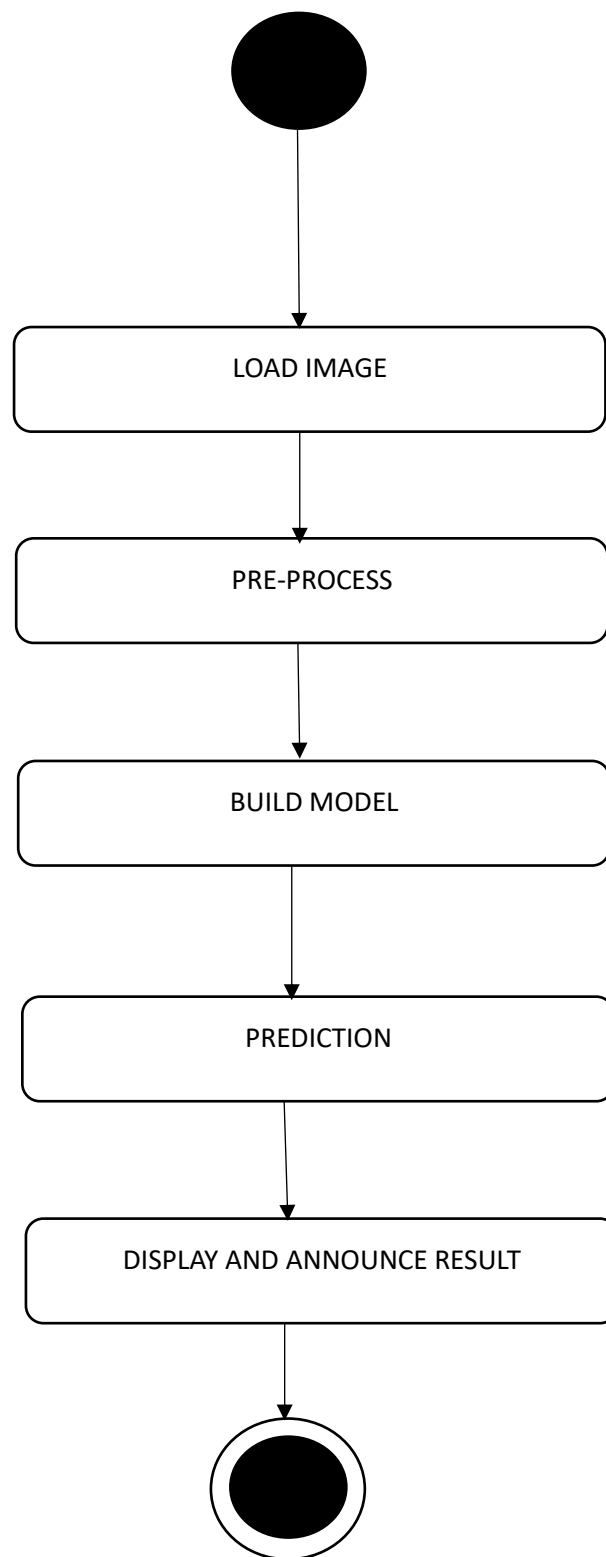 LOAD IMAGE
PRE-PROCESS
BUILD MODEL
PREDICTION
DISPLAY AND ANNOUNCE RESULT